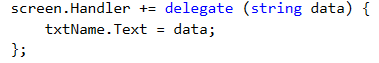 screen.Handler += delegate (string data) {
    txtName.Text = data;
};